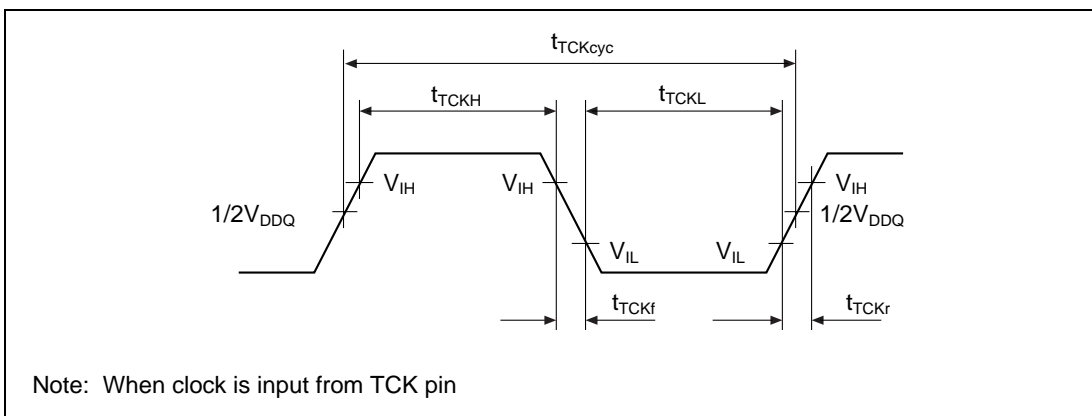 tTCKcyc
tTCKH
tTCKL
VIH
VIH
VIH
1/2VDDQ
1/2VDDQ
VIL
VIL
tTCKf
tTCKr
Note: When clock is input from TCK pin